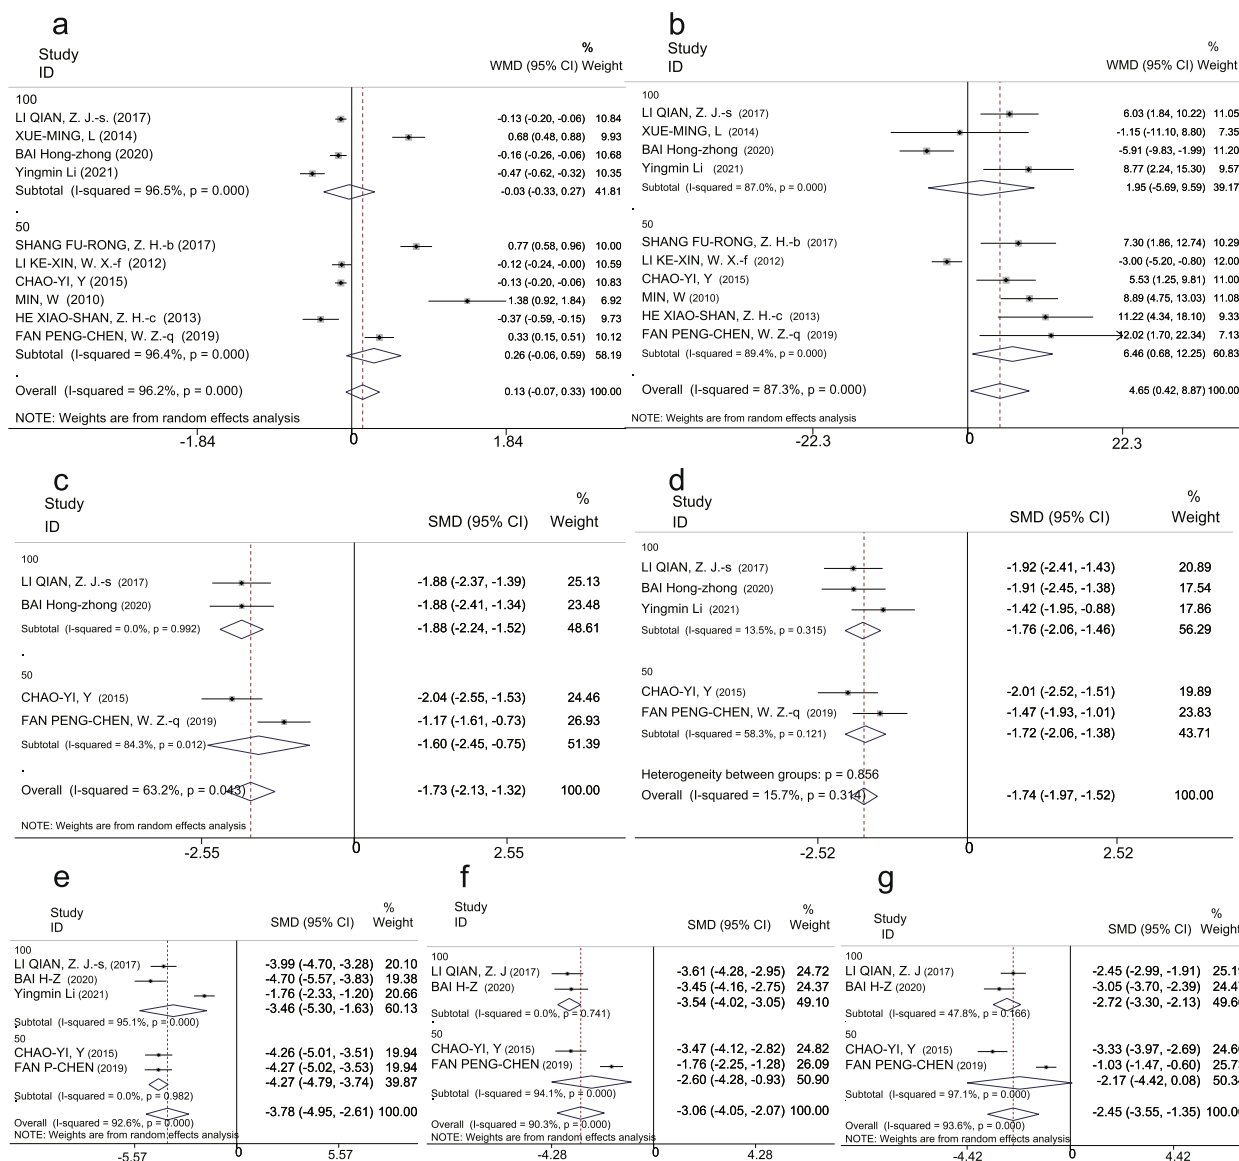 a
Study
ID
%
WMD (95% CI) Weight
100
LI QIAN, Z. J.-s. (2017) -0.13 (-0.20, -0.06) 10.84
XUE-MING, L (2014) 0.68 (0.48, 0.88) 9.93
BAI Hong-zhong (2020) -0.16 (-0.26, -0.06) 10.68
Yingmin Li (2021) -0.47 (-0.62, -0.32) 10.35
Subtotal (I-squared = 96.5%, p = 0.000) -0.03 (-0.33, 0.27) 41.81
.
50
SHANG FU-RONG, Z. H.-b (2017) 0.77 (0.58, 0.96) 10.00
LI KE-XIN, W. X.-f (2012) -0.12 (-0.24, -0.00) 10.59
CHAO-YI, Y (2015) -0.13 (-0.20, -0.06) 10.83
MIN, W (2010) 1.38 (0.92, 1.84) 6.92
HE XIAO-SHAN, Z. H.-c (2013) -0.37 (-0.59, -0.15) 9.73
FAN PENG-CHEN, W. Z.-q (2019) 0.33 (0.15, 0.51) 10.12
Subtotal (I-squared = 96.4%, p = 0.000) 0.26 (-0.06, 0.59) 58.19
.
Overall (I-squared = 96.2%, p = 0.000) 0.13 (-0.07, 0.33) 100.00
NOTE: Weights are from random effects analysis
-1.84 0 1.84
b
Study
ID
%
WMD (95% CI) Weight
100
LI QIAN, Z. J.-s (2017) 6.03 (1.84, 10.22) 11.05
XUE-MING, L (2014) -1.15 (-11.10, 8.80) 7.35
BAI Hong-zhong (2020) -5.91 (-9.83, -1.99) 11.20
Yingmin Li (2021) 8.77 (2.24, 15.30) 9.57
Subtotal (I-squared = 87.0%, p = 0.000) 1.95 (-5.69, 9.59) 39.17
.
50
SHANG FU-RONG, Z. H.-b (2017) 7.30 (1.86, 12.74) 10.29
LI KE-XIN, W. X.-f (2012) -3.00 (-5.20, -0.80) 12.00
CHAO-YI, Y (2015) 5.53 (1.25, 9.81) 11.00
MIN, W (2010) 8.89 (4.75, 13.03) 11.08
HE XIAO-SHAN, Z. H.-c (2013) 11.22 (4.34, 18.10) 9.33
FAN PENG-CHEN, W. Z.-q (2019) 12.02 (1.70, 22.34) 7.13
Subtotal (I-squared = 89.4%, p = 0.000) 6.46 (0.68, 12.25) 60.83
.
Overall (I-squared = 87.3%, p = 0.000) 4.65 (0.42, 8.87) 100.00
NOTE: Weights are from random effects analysis
-22.3 0 22.3
c
Study
ID
%
SMD (95% CI) Weight
100
LI QIAN, Z. J.-s (2017) -1.88 (-2.37, -1.39) 25.13
BAI Hong-zhong (2020) -1.88 (-2.41, -1.34) 23.48
Subtotal (I-squared = 0.0%, p = 0.992) -1.88 (-2.24, -1.52) 48.61
.
50
CHAO-YI, Y (2015) -2.04 (-2.55, -1.53) 24.46
FAN PENG-CHEN, W. Z.-q (2019) -1.17 (-1.61, -0.73) 26.93
Subtotal (I-squared = 84.3%, p = 0.012) -1.60 (-2.45, -0.75) 51.39
.
Overall (I-squared = 63.2%, p = 0.043) -1.73 (-2.13, -1.32) 100.00
NOTE: Weights are from random effects analysis
-2.55 0 2.55
d
Study
ID
%
SMD (95% CI) Weight
100
LI QIAN, Z. J.-s (2017) -1.92 (-2.41, -1.43) 20.89
BAI Hong-zhong (2020) -1.91 (-2.45, -1.38) 17.54
Yingmin Li (2021) -1.42 (-1.95, -0.88) 17.86
Subtotal (I-squared = 13.5%, p = 0.315) -1.76 (-2.06, -1.46) 56.29
.
50
CHAO-YI, Y (2015) -2.01 (-2.52, -1.51) 19.89
FAN PENG-CHEN, W. Z.-q (2019) -1.47 (-1.93, -1.01) 23.83
Subtotal (I-squared = 58.3%, p = 0.121) -1.72 (-2.06, -1.38) 43.71
.
Heterogeneity between groups: p = 0.856
Overall (I-squared = 15.7%, p = 0.314) -1.74 (-1.97, -1.52) 100.00
-2.52 0 2.52
e
Study
ID
%
SMD (95% CI) Weight
100
LI QIAN, Z. J.-s, (2017) -3.99 (-4.70, -3.28) 20.10
BAI H-Z (2020) -4.70 (-5.57, -3.83) 19.38
Yingmin Li (2021) -1.76 (-2.33, -1.20) 20.66
-3.46 (-5.30, -1.63) 60.13
Subtotal (I-squared = 95.1%, p = 0.000)
.
50
CHAO-YI, Y (2015) -4.26 (-5.01, -3.51) 19.94
FAN P-CHEN (2019) -4.27 (-5.02, -3.53) 19.94
-4.27 (-4.79, -3.74) 39.87
Subtotal (I-squared = 0.0%, p = 0.982)
.
-3.78 (-4.95, -2.61) 100.00
Overall (I-squared = 92.6%, p = 0.000)
NOTE: Weights are from random effects analysis
-5.57 0 5.57
f
Study
ID
%
SMD (95% CI) Weight
100
LI QIAN, Z. J (2017) -3.61 (-4.28, -2.95) 24.72
BAI H-Z (2020) -3.45 (-4.16, -2.75) 24.37
-3.54 (-4.02, -3.05) 49.10
Subtotal (I-squared = 0.0%, p = 0.741)
.
50
CHAO-YI, Y (2015) -3.47 (-4.12, -2.82) 24.82
FAN PENG-CHEN (2019) -1.76 (-2.25, -1.28) 26.09
-2.60 (-4.28, -0.93) 50.90
Subtotal (I-squared = 94.1%, p = 0.000)
.
-3.06 (-4.05, -2.07) 100.00
Overall (I-squared = 90.3%, p = 0.000)
NOTE: Weights are from random effects analysis
-4.28 0 4.28
g
Study
ID
%
SMD (95% CI) Weight
100
LI QIAN, Z. J (2017) -2.45 (-2.99, -1.91)
BAI H-Z (2020) -3.05 (-3.70, -2.39)
-2.72 (-3.30, -2.13)
Subtotal (I-squared = 47.8%, p = 0.166)
.
50
CHAO-YI, Y (2015) -3.33 (-3.97, -2.69)
FAN PENG-CHEN (2019) -1.03 (-1.47, -0.60)
-2.17 (-4.42, 0.08)
Subtotal (I-squared = 97.1%, p = 0.000)
.
-2.45 (-3.55, -1.35)
Overall (I-squared = 93.6%, p = 0.000)
NOTE: Weights are from random effects analysis
-4.42 0 4.42